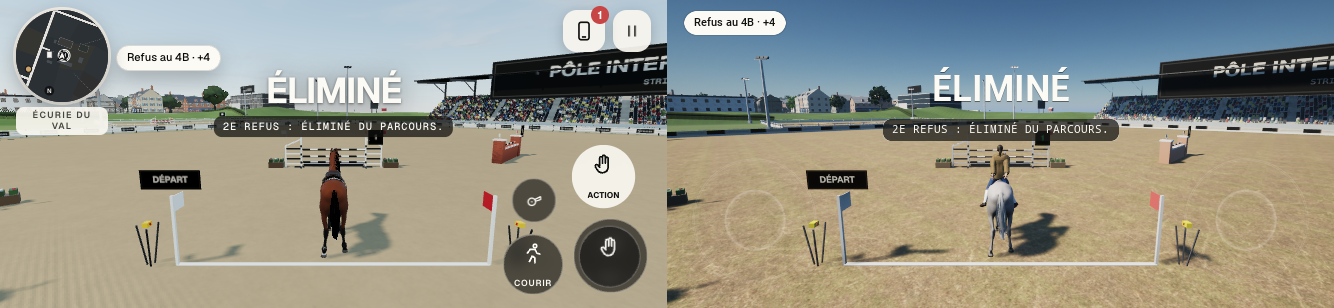 1
Refus au 4B · +4
N
ÉCURIE DU
VAL
PÔLE INTER
STRI
ÉLIMINÉ
2E REFUS : ÉLIMINÉ DU PARCOURS.
DÉPART
ACTION
COURIR
Refus au 4B · +4
PÔLE INTER
STRI
ÉLIMINÉ
2E REFUS : ÉLIMINÉ DU PARCOURS.
DÉPART